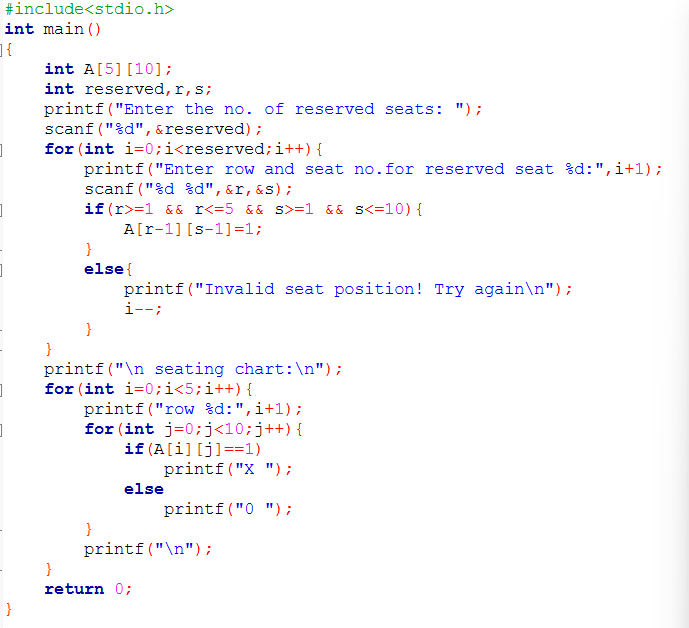 #include<stdio.h>
int main()
{
    int A[5][10];
    int reserved,r,s;
    printf("Enter the no. of reserved seats: ");
    scanf("%d",&reserved);
    for(int i=0;i<reserved;i++){
        printf("Enter row and seat no.for reserved seat %d:",i+1);
        scanf("%d %d",&r,&s);
        if(r>=1 && r<=5 && s>=1 && s<=10){
            A[r-1][s-1]=1;
        }
        else{
            printf("Invalid seat position! Try again\n");
            i--;
        }
    }
    printf("\n seating chart:\n");
    for(int i=0;i<5;i++){
        printf("row %d:",i+1);
        for(int j=0;j<10;j++){
            if(A[i][j]==1)
                printf("X ");
            else
                printf("O ");
        }
        printf("\n");
    }
    return 0;
}